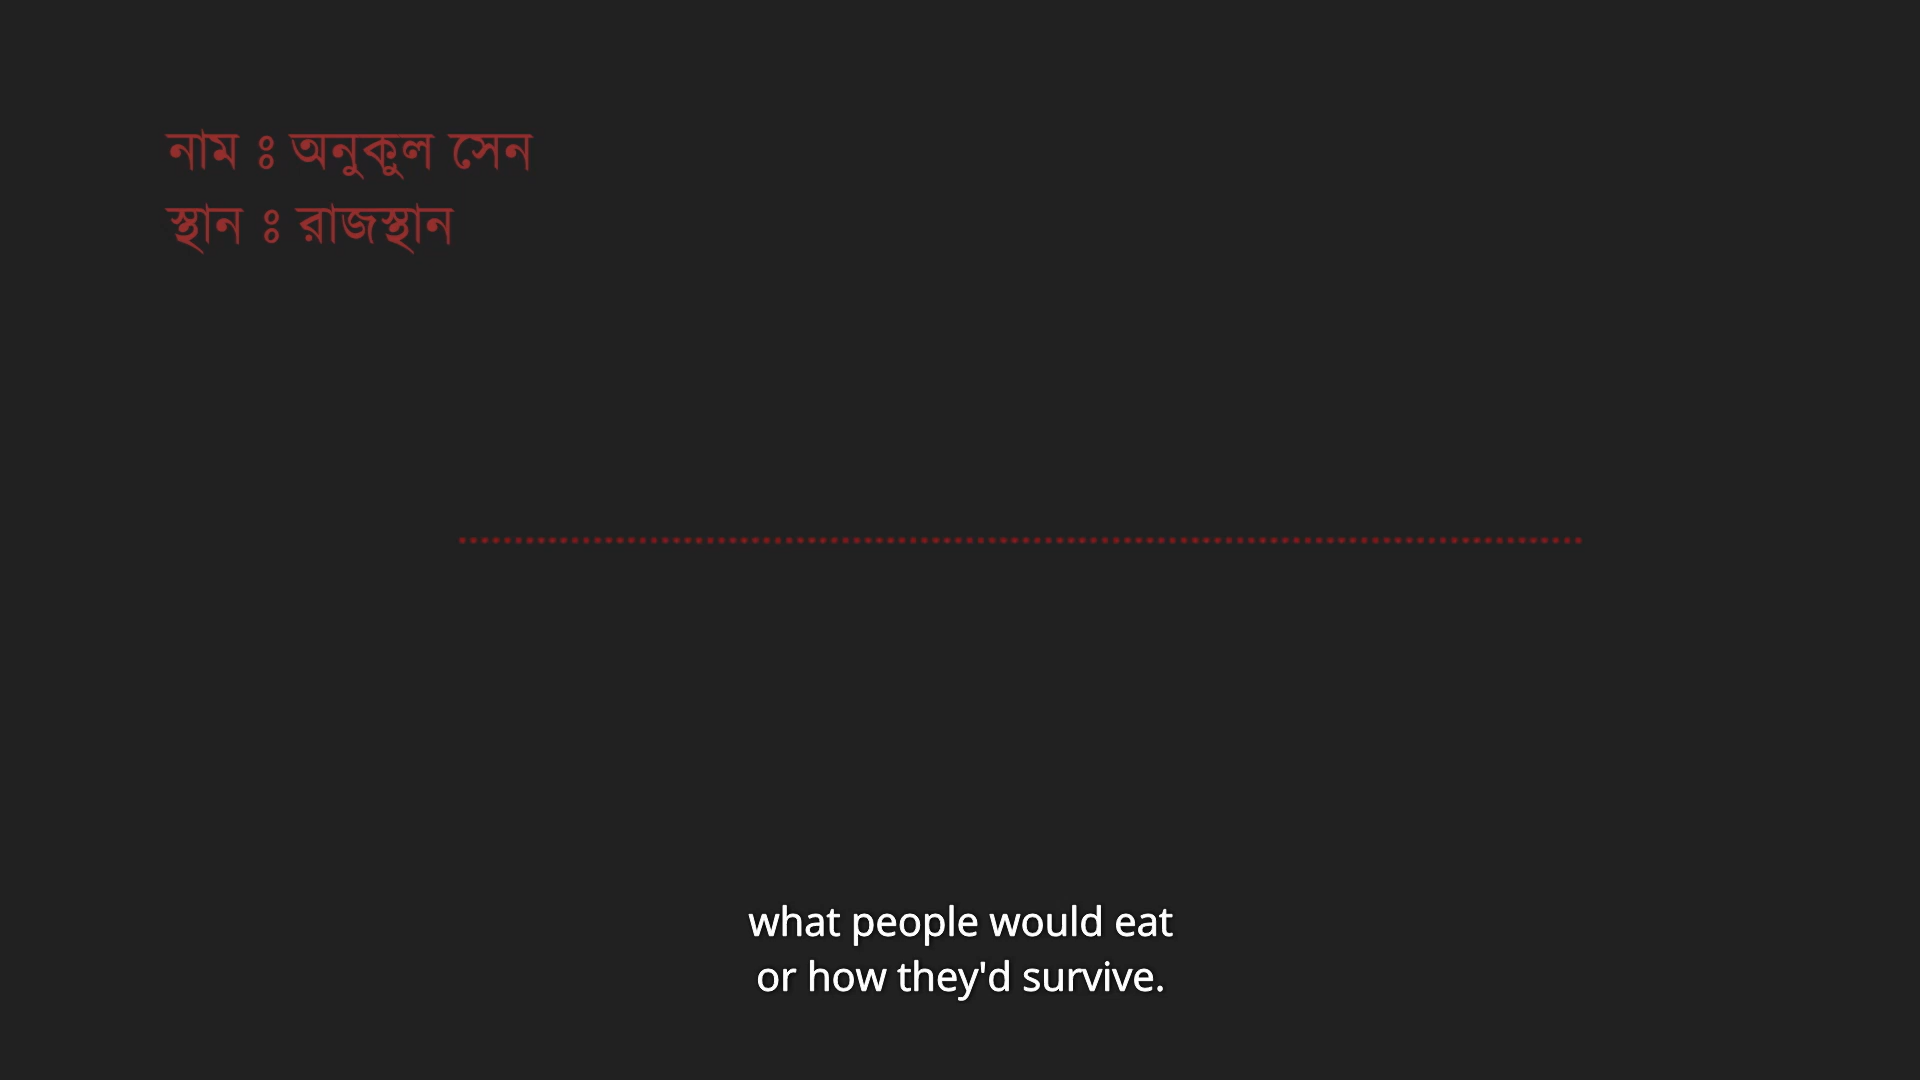 নাম ঃ অনুকুল সেন
স্থান ঃ রাজস্থান
what people would eat
or how they'd survive.